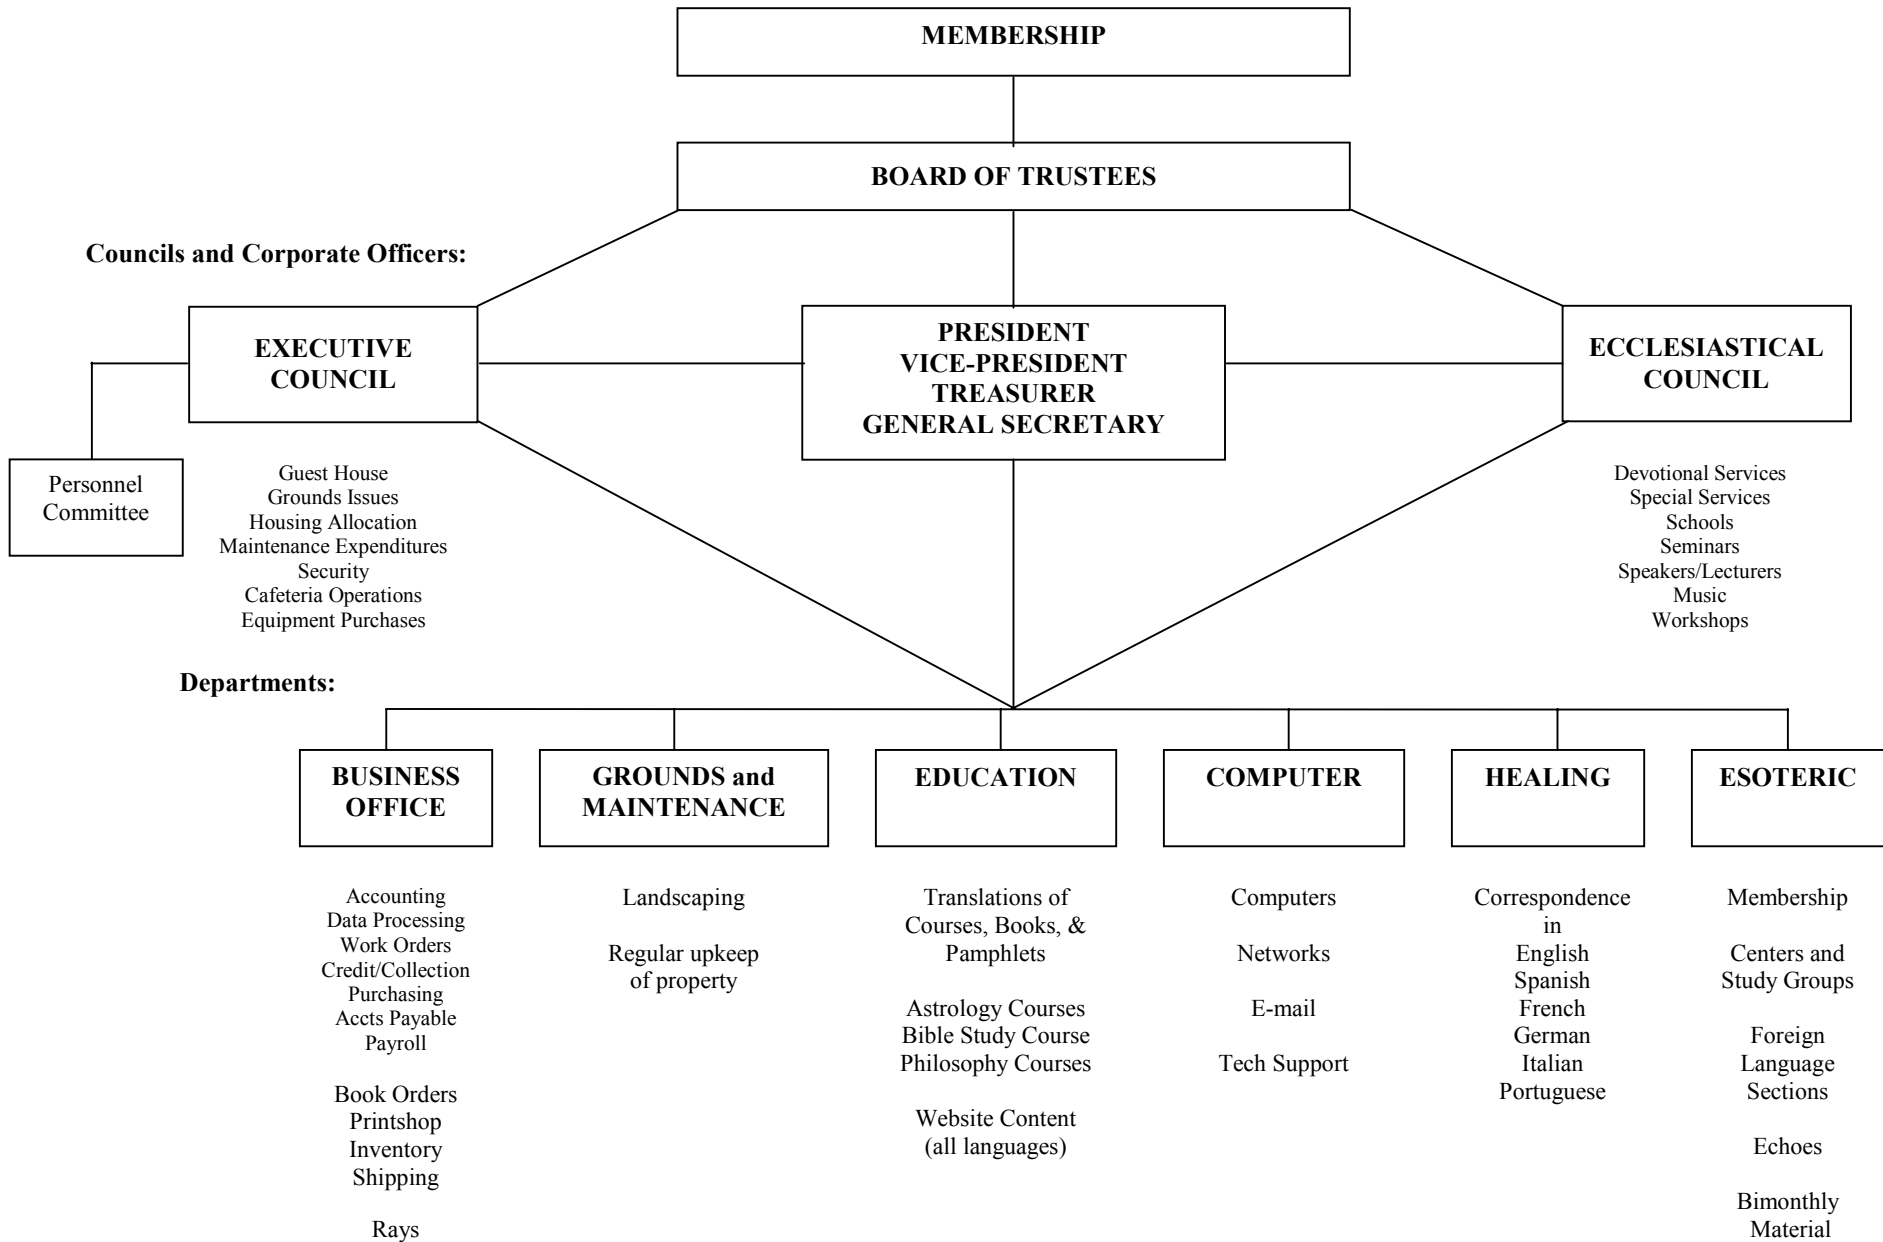 MEMBERSHIP
BOARD OF TRUSTEES
Councils and Corporate Officers:
EXECUTIVE
COUNCIL
PRESIDENT
VICE-PRESIDENT
TREASURER
GENERAL SECRETARY
ECCLESIASTICAL
COUNCIL
Personnel
Committee
Guest House
Grounds Issues
Housing Allocation
Maintenance Expenditures
Security
Cafeteria Operations
Equipment Purchases
Devotional Services
Special Services
Schools
Seminars
Speakers/Lecturers
Music
Workshops
Departments:
BUSINESS
OFFICE
GROUNDS and
MAINTENANCE
EDUCATION
COMPUTER
HEALING
ESOTERIC
Accounting
Data Processing
Work Orders
Credit/Collection
Purchasing
Accts Payable
Payroll
Book Orders
Printshop
Inventory
Shipping
Rays
Landscaping
Regular upkeep
of property
Translations of
Courses, Books, &
Pamphlets
Astrology Courses
Bible Study Course
Philosophy Courses
Website Content
(all languages)
Computers
Networks
E-mail
Tech Support
Correspondence
in
English
Spanish
French
German
Italian
Portuguese
Membership
Centers and
Study Groups
Foreign
Language
Sections
Echoes
Bimonthly
Material